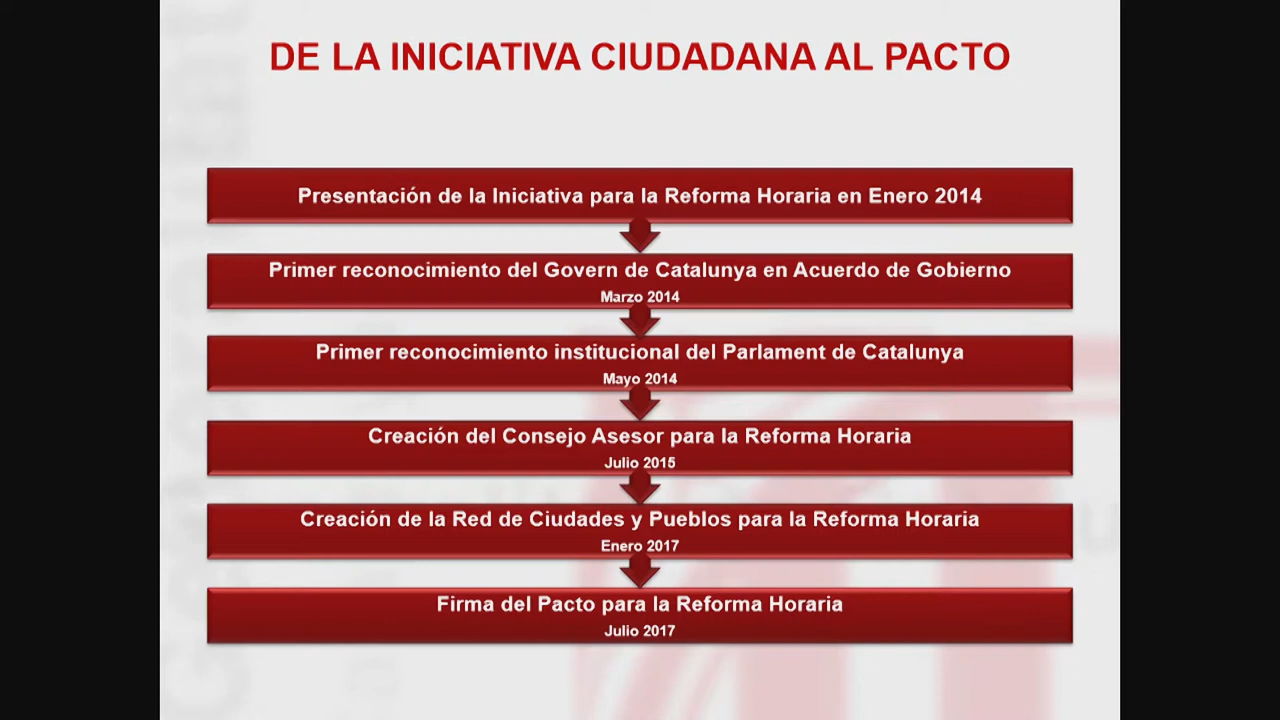 DE LA INICIATIVA CIUDADANA AL PACTO
Presentación de la Iniciativa para la Reforma Horaria en Enero 2014
Primer reconocimiento del Govern de Catalunya en Acuerdo de Gobierno
Marzo 2014
Primer reconocimiento institucional del Parlament de Catalunya
Mayo 2014
Creación del Consejo Asesor para la Reforma Horaria
Julio 2015
Creación de la Red de Ciudades y Pueblos para la Reforma Horaria
Enero 2017
Firma del Pacto para la Reforma Horaria
Julio 2017